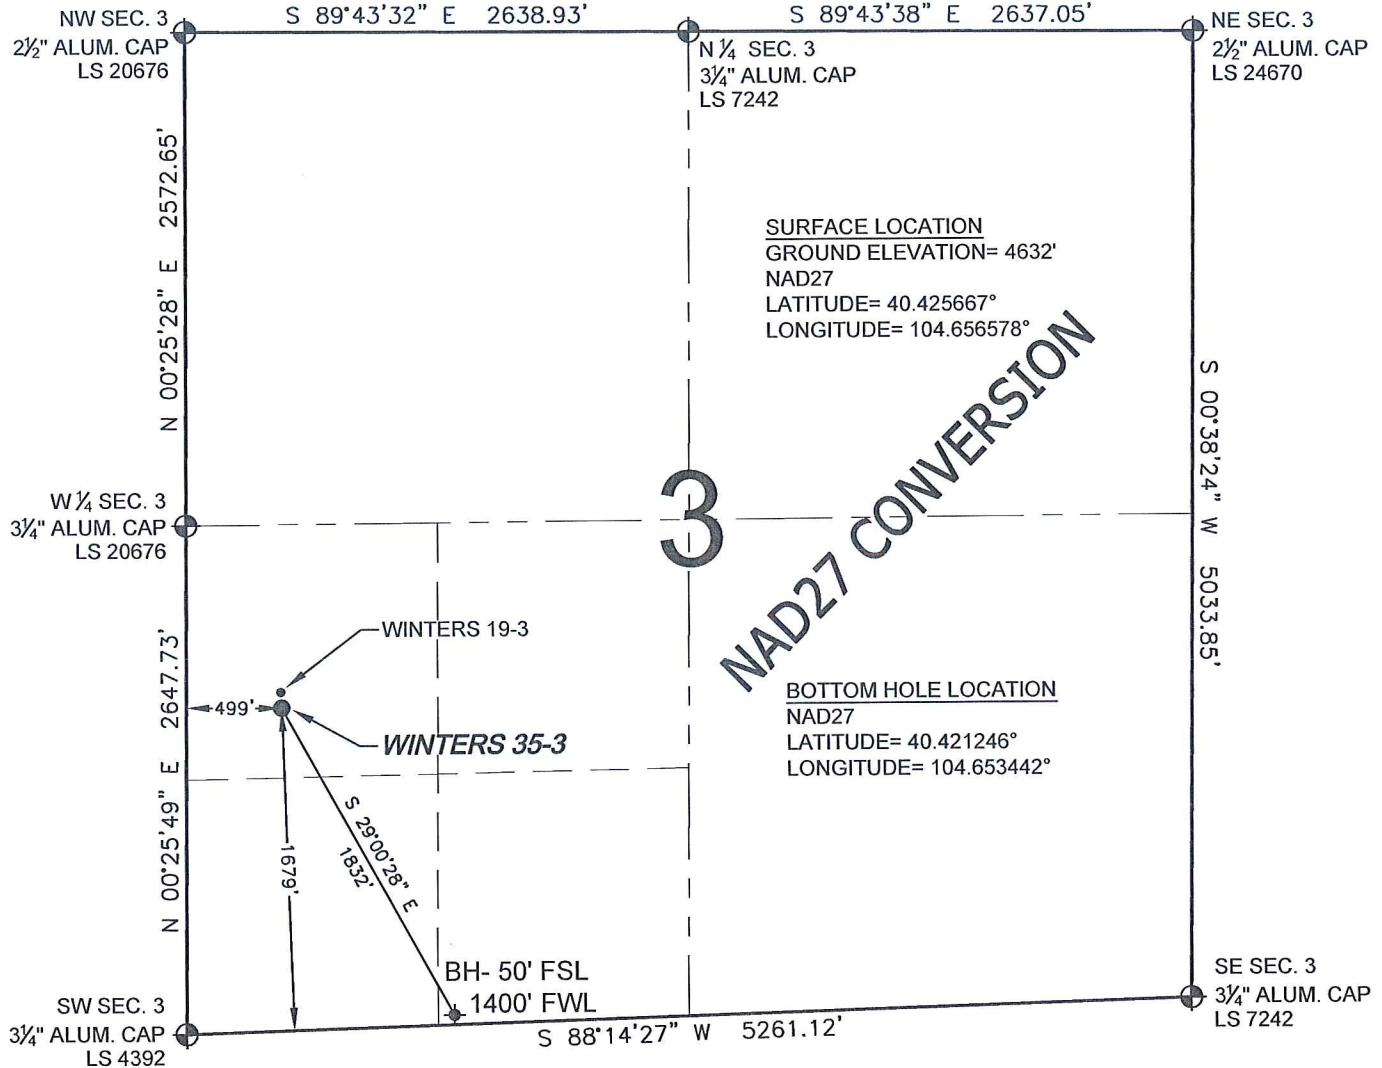 S 89°43'32" E 2638.93'
S 89°43'38" E 2637.05'
NW SEC. 3
2½" ALUM. CAP
LS 20676
N ¼ SEC. 3
3¼" ALUM. CAP
LS 7242
NE SEC. 3
2½" ALUM. CAP
LS 24670
N 00°25'28" E 2572.65'
SURFACE LOCATION
GROUND ELEVATION= 4632'
NAD27
LATITUDE= 40.425667°
LONGITUDE= 104.656578°
NAD27 CONVERSION
S 00°38'24" W 5033.85'
3
W ¼ SEC. 3
3¼" ALUM. CAP
LS 20676
WINTERS 19-3
499'
WINTERS 35-3
N 00°25'49" E 2647.73'
BOTTOM HOLE LOCATION
NAD27
LATITUDE= 40.421246°
LONGITUDE= 104.653442°
S 29°00'28" E
1832'
1679'
BH- 50' FSL
1400' FWL
SW SEC. 3
3¼" ALUM. CAP
LS 4392
S 88°14'27" W 5261.12'
SE SEC. 3
3¼" ALUM. CAP
LS 7242